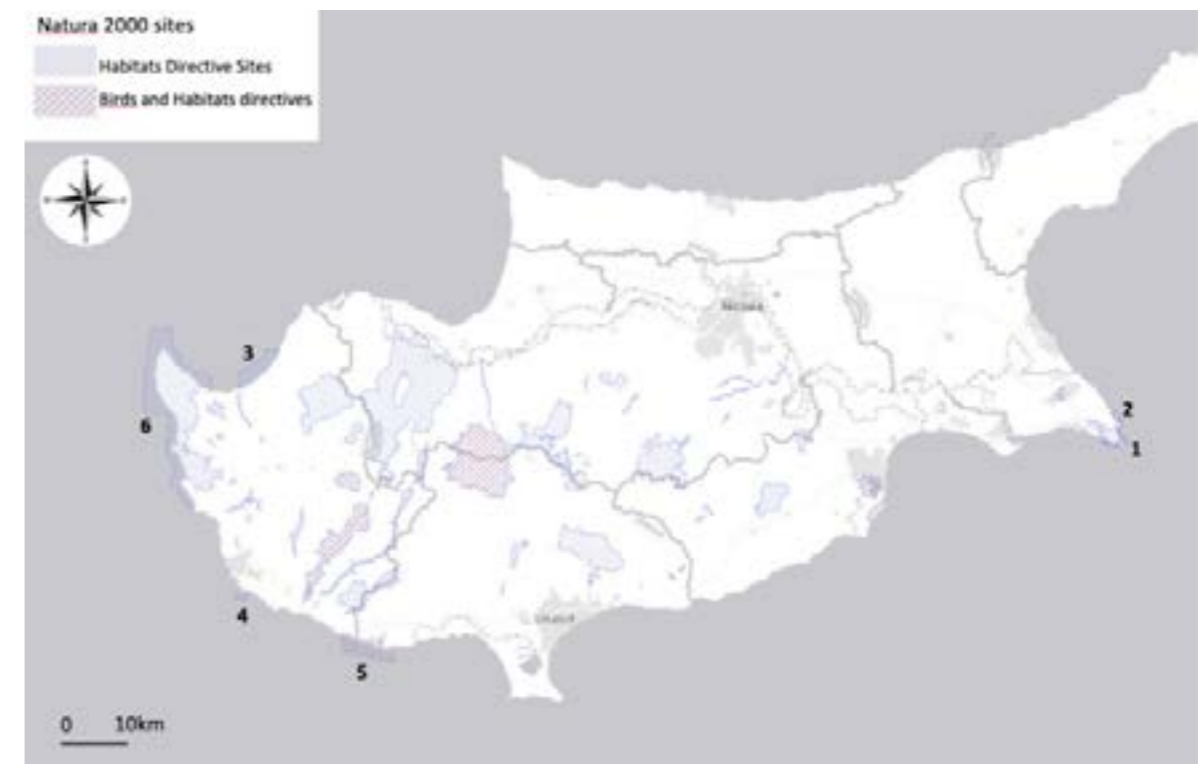 Natura 2000 sites
Habitats Directive Sites
Birds and Habitats directives
Nicosia
3
2
6
1
4
5
0 10km